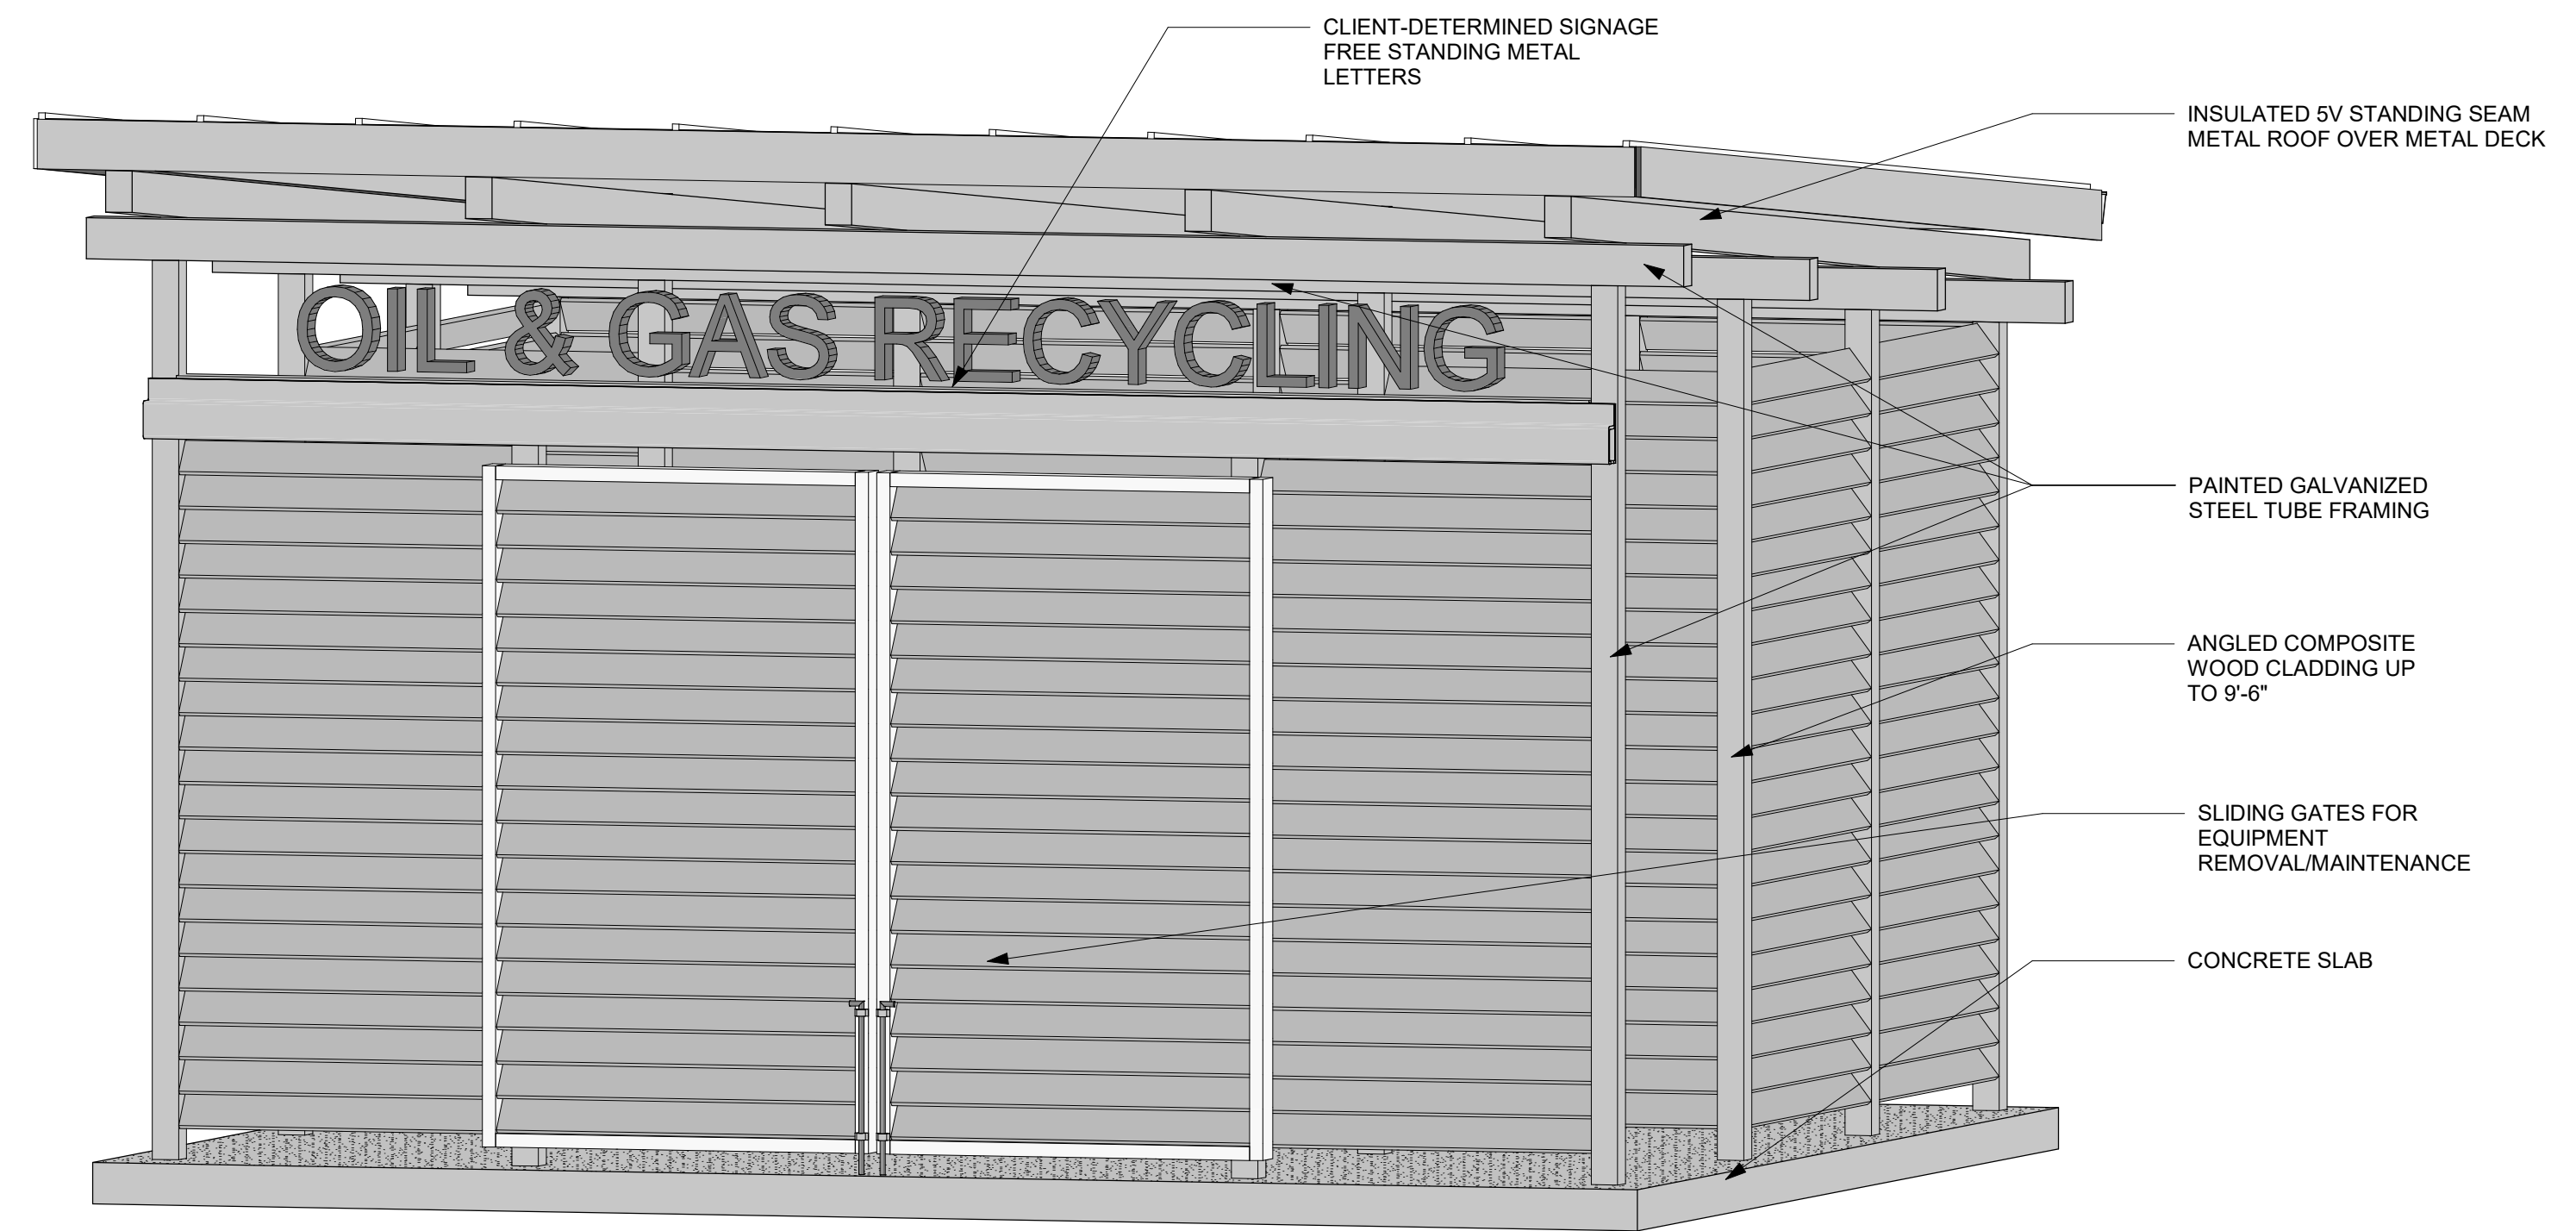 CLIENT-DETERMINED SIGNAGE
FREE STANDING METAL
LETTERS
INSULATED 5V STANDING SEAM
METAL ROOF OVER METAL DECK
OIL & GAS RECYCLING
PAINTED GALVANIZED
STEEL TUBE FRAMING
ANGLED COMPOSITE
WOOD CLADDING UP
TO 9'-6"
SLIDING GATES FOR
EQUIPMENT
REMOVAL/MAINTENANCE
CONCRETE SLAB